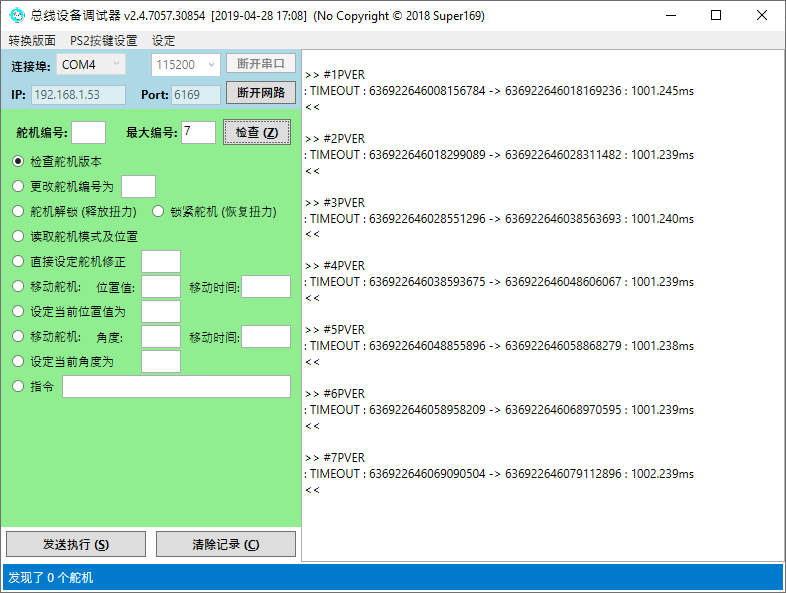 总线设备调试器 v2.4.7057.30854 [2019-04-28 17:08] (No Copyright © 2018 Super169)
转换版面 PS2按键设置 设定
连接埠: COM4 115200 断开串口
IP: 192.168.1.53 Port: 6169 断开网路
舵机编号: 最大编号: 7 检查 (Z)
检查舵机版本
更改舵机编号为
舵机解锁 (释放扭力) 锁紧舵机 (恢复扭力)
读取舵机模式及位置
直接设定舵机修正
移动舵机: 位置值: 移动时间:
设定当前位置值为
移动舵机: 角度: 移动时间:
设定当前角度为
指令
发送执行 (S) 清除记录 (C)
>> #1PVER
: TIMEOUT : 636922646008156784 -> 636922646018169236 : 1001.245ms
<<
>> #2PVER
: TIMEOUT : 636922646018299089 -> 636922646028311482 : 1001.239ms
<<
>> #3PVER
: TIMEOUT : 636922646028551296 -> 636922646038563693 : 1001.240ms
<<
>> #4PVER
: TIMEOUT : 636922646038593675 -> 636922646048606067 : 1001.239ms
<<
>> #5PVER
: TIMEOUT : 636922646048855896 -> 636922646058868279 : 1001.238ms
<<
>> #6PVER
: TIMEOUT : 636922646058958209 -> 636922646068970595 : 1001.239ms
<<
>> #7PVER
: TIMEOUT : 636922646069090504 -> 636922646079112896 : 1002.239ms
<<
发现了 0 个舵机